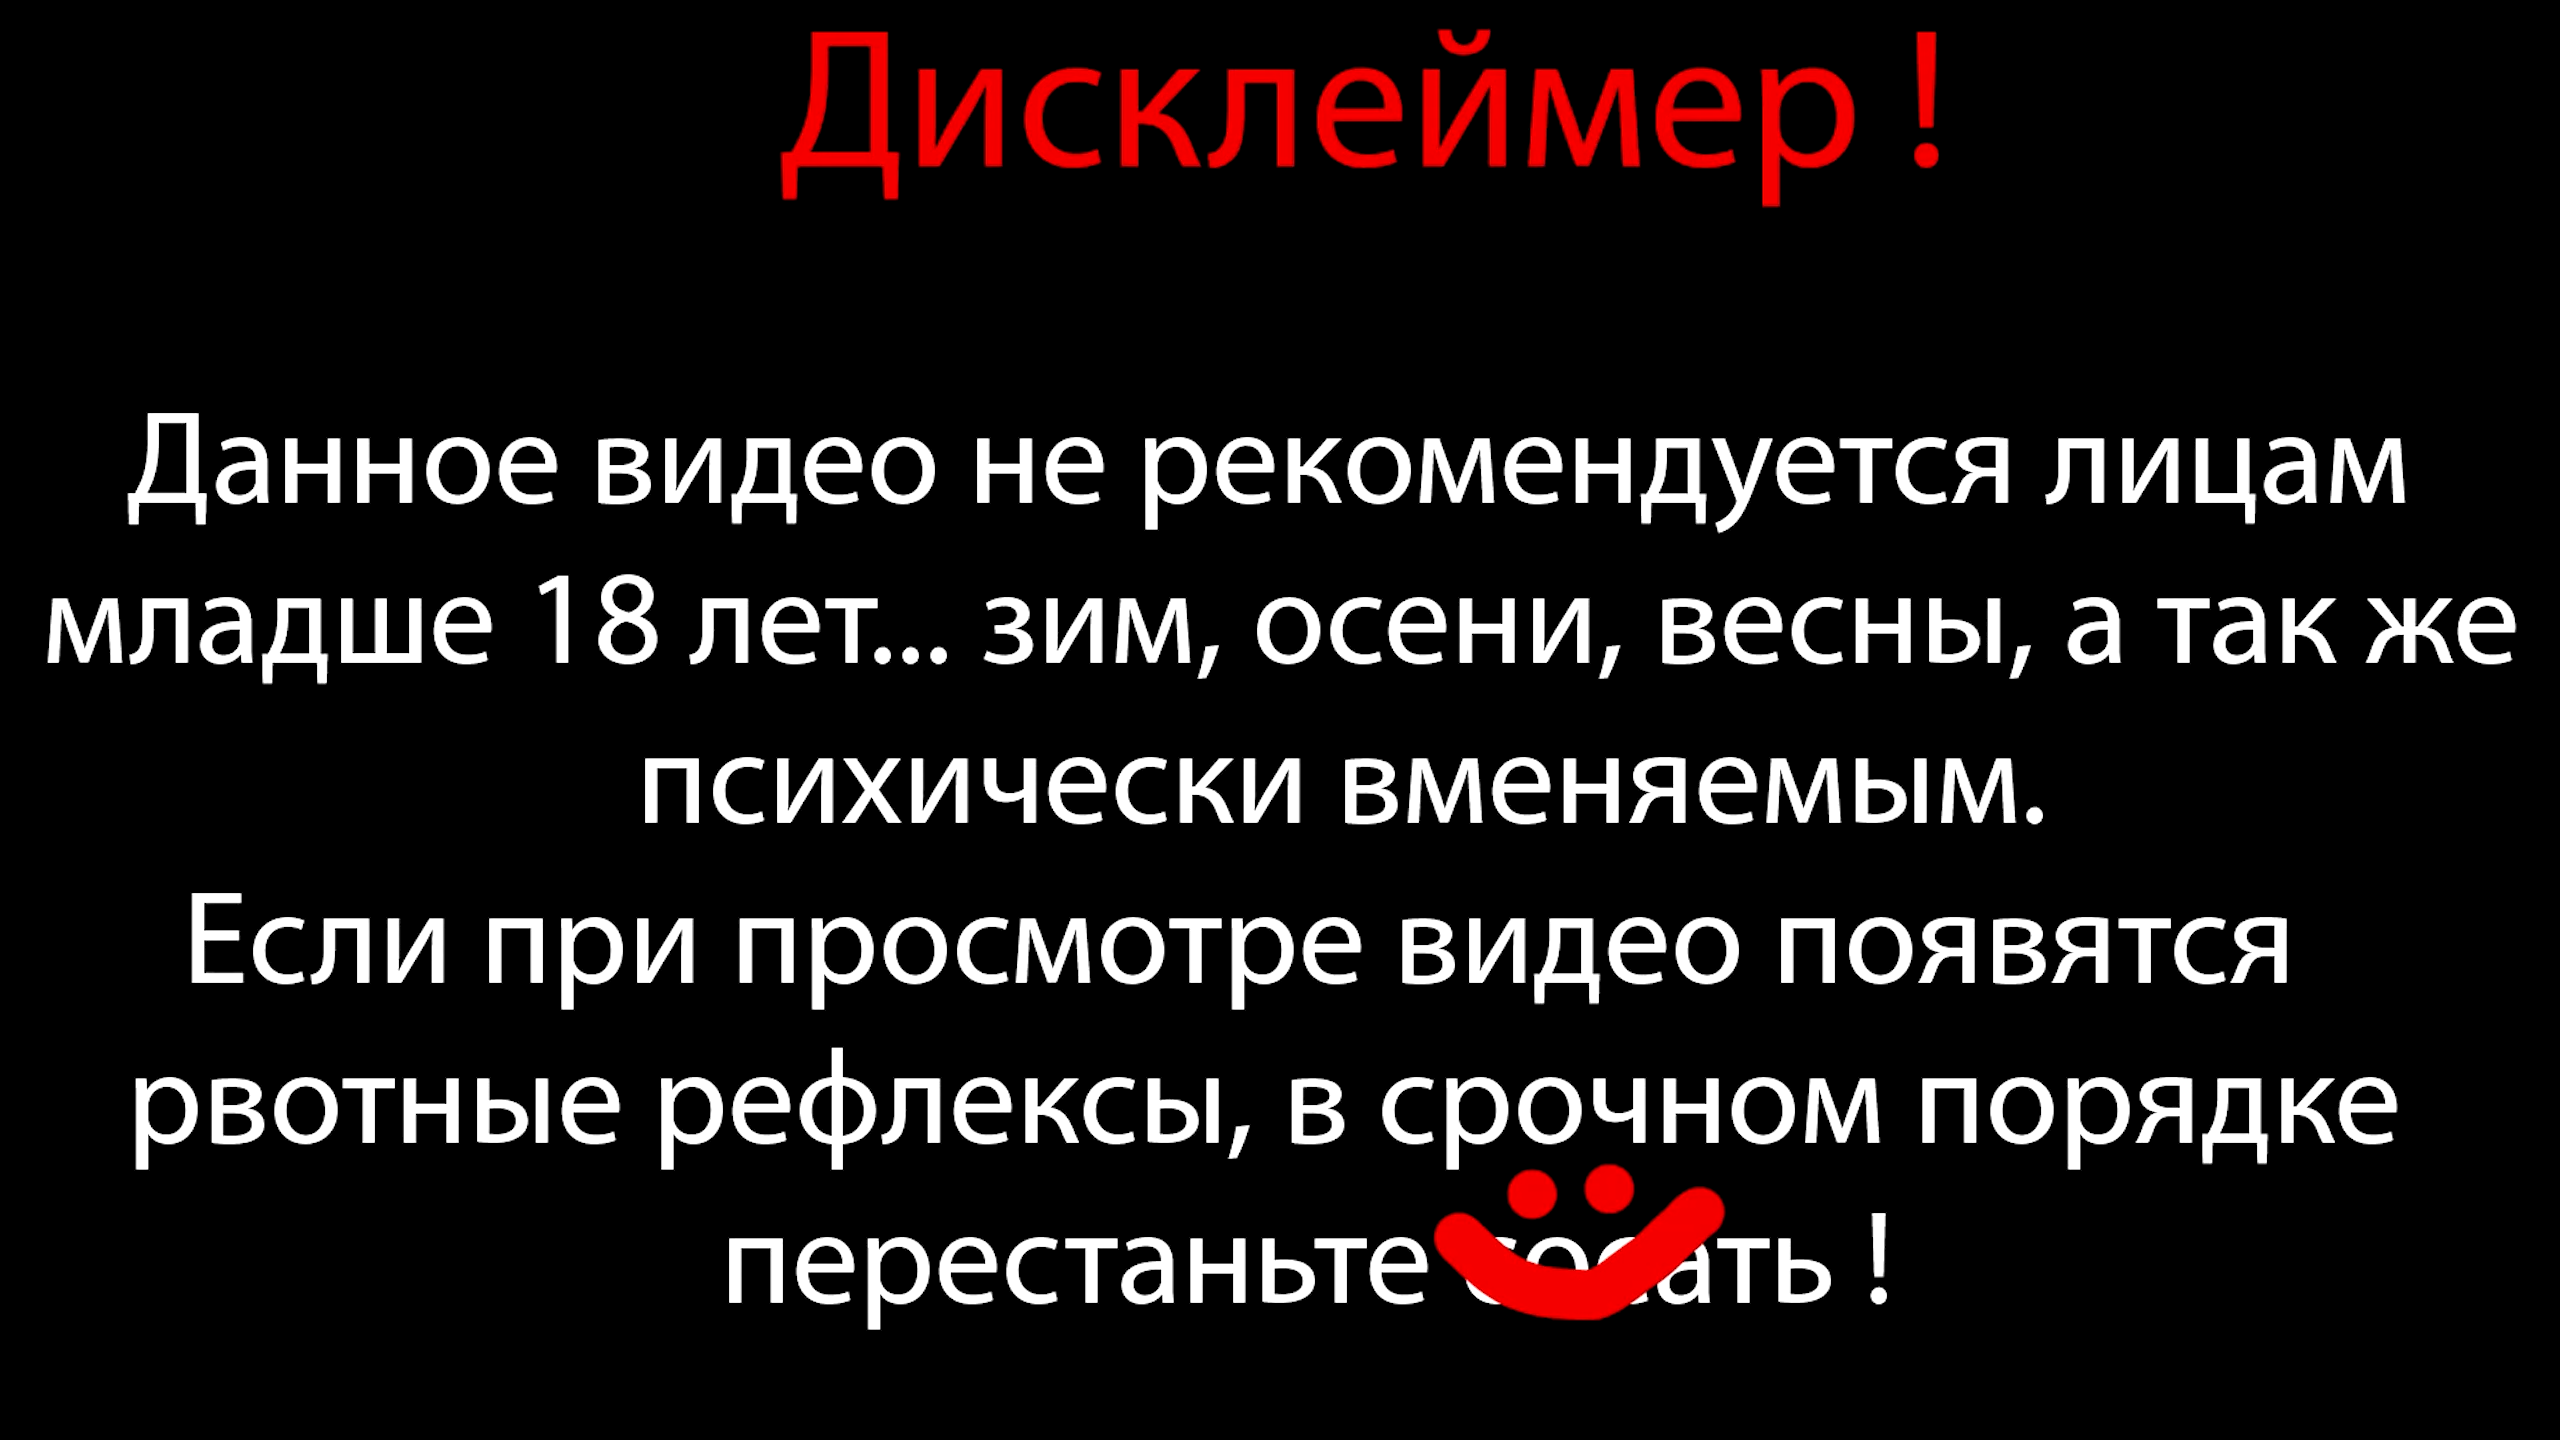 Дисклеймер !
Данное видео не рекомендуется лицам
младше 18 лет... зим, осени, весны, а так же
психически вменяемым.
Если при просмотре видео появятся
рвотные рефлексы, в срочном порядке
перестаньте сосать !